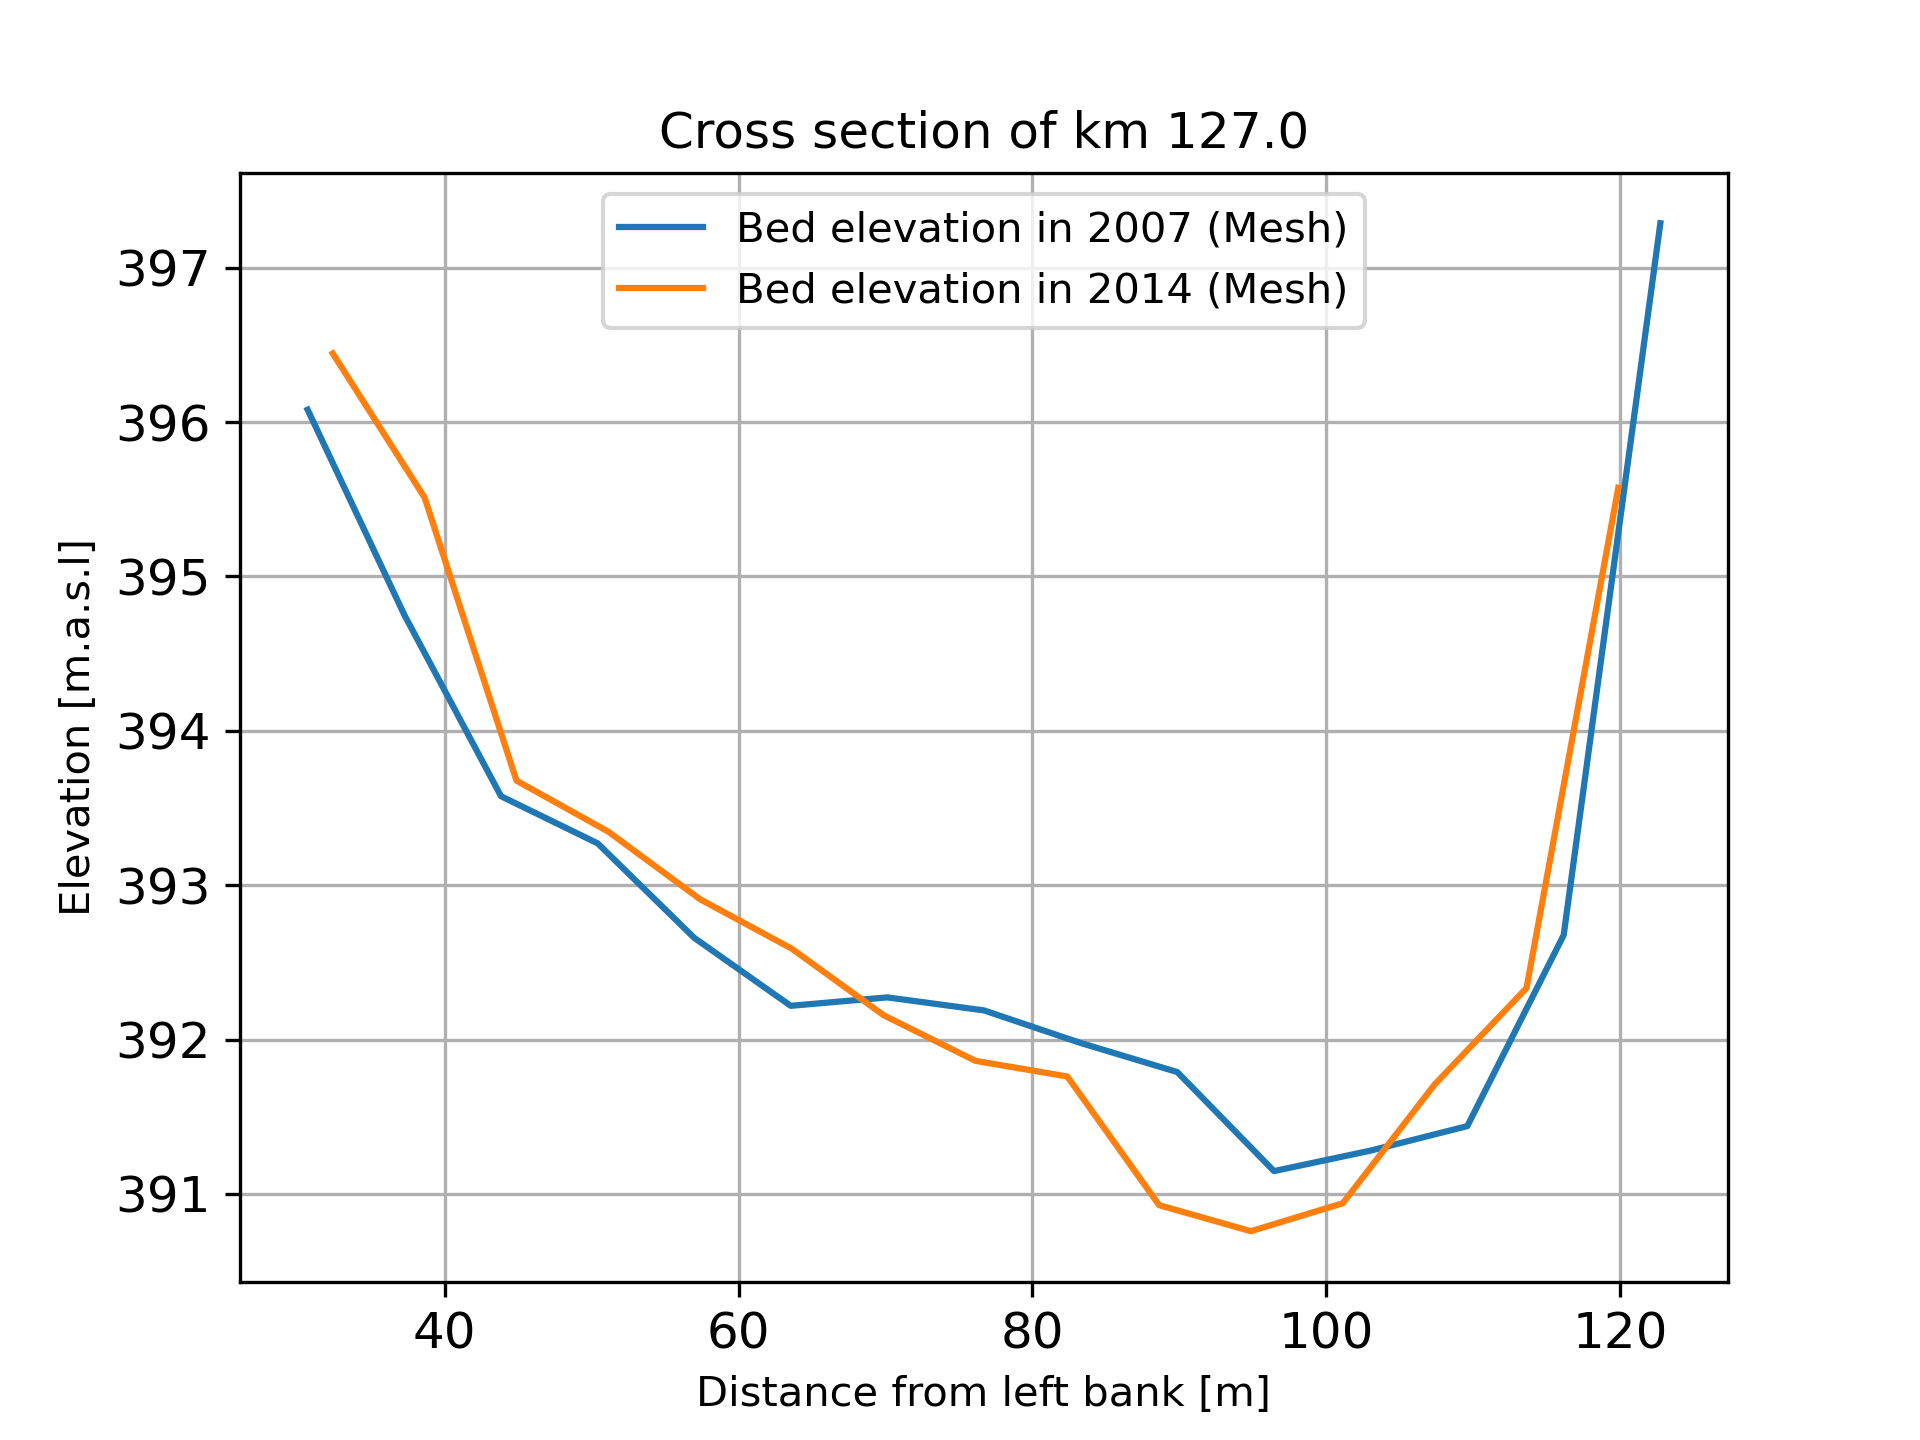 Cross section of km 127.0
Bed elevation in 2007 (Mesh)
Bed elevation in 2014 (Mesh)
397
396
395
394
393
392
391
Elevation [m.a.s.l]
40 60 80 100 120
Distance from left bank [m]